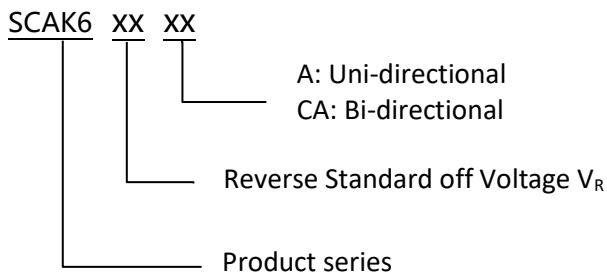 SCAK6 xx xx
A: Uni-directional
CA: Bi-directional
Reverse Standard off Voltage VR
Product series